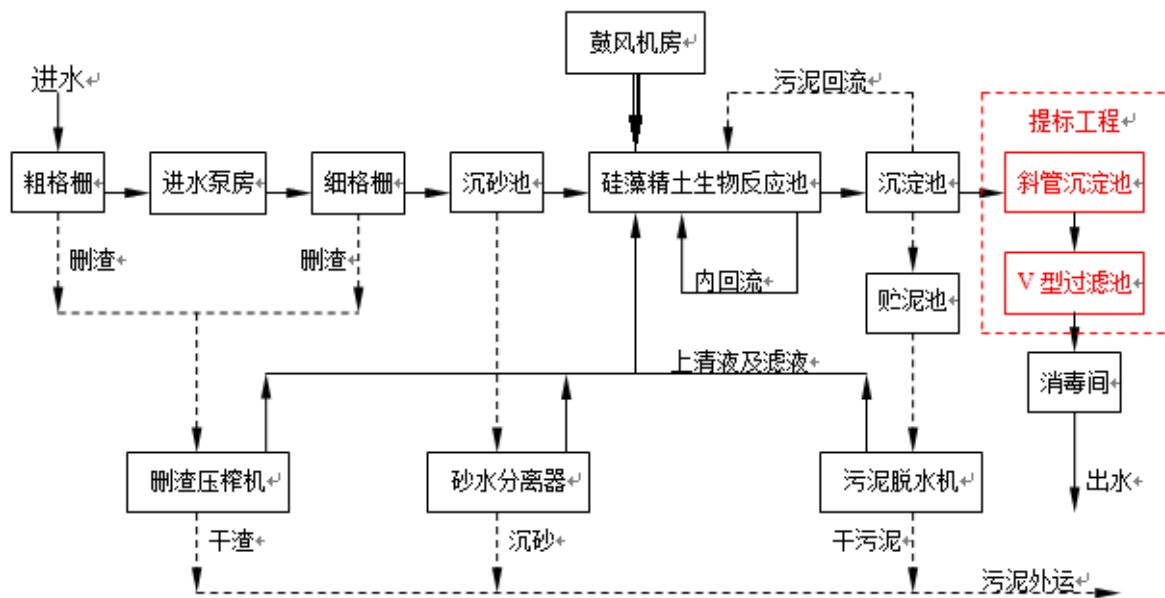 鼓风机房
进水
污泥回流
提标工程
粗格栅
进水泵房
细格栅
沉砂池
硅藻精土生物反应池
沉淀池
斜管沉淀池
删渣
删渣
内回流
贮泥池
V 型过滤池
上清液及滤液
消毒间
删渣压榨机
砂水分离器
污泥脱水机
出水
干渣
沉砂
干污泥
污泥外运